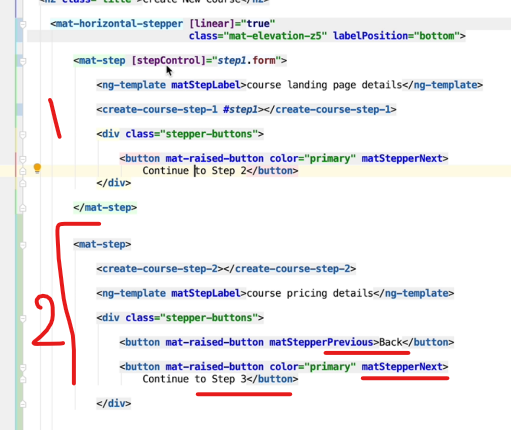 <h2 class="title">Create New Course</h2>
<mat-horizontal-stepper [linear]="true"
class="mat-elevation-z5" labelPosition="bottom">
<mat-step [stepControl]="step1.form">
<ng-template matStepLabel>course landing page details</ng-template>
<create-course-step-1 #step1></create-course-step-1>
1
<div class="stepper-buttons">
<button mat-raised-button color="primary" matStepperNext>
Continue to Step 2</button>
</div>
</mat-step>
<mat-step>
<create-course-step-2></create-course-step-2>
<ng-template matStepLabel>course pricing details</ng-template>
2
<div class="stepper-buttons">
<button mat-raised-button matStepperPrevious>Back</button>
<button mat-raised-button color="primary" matStepperNext>
Continue to Step 3</button>
</div>